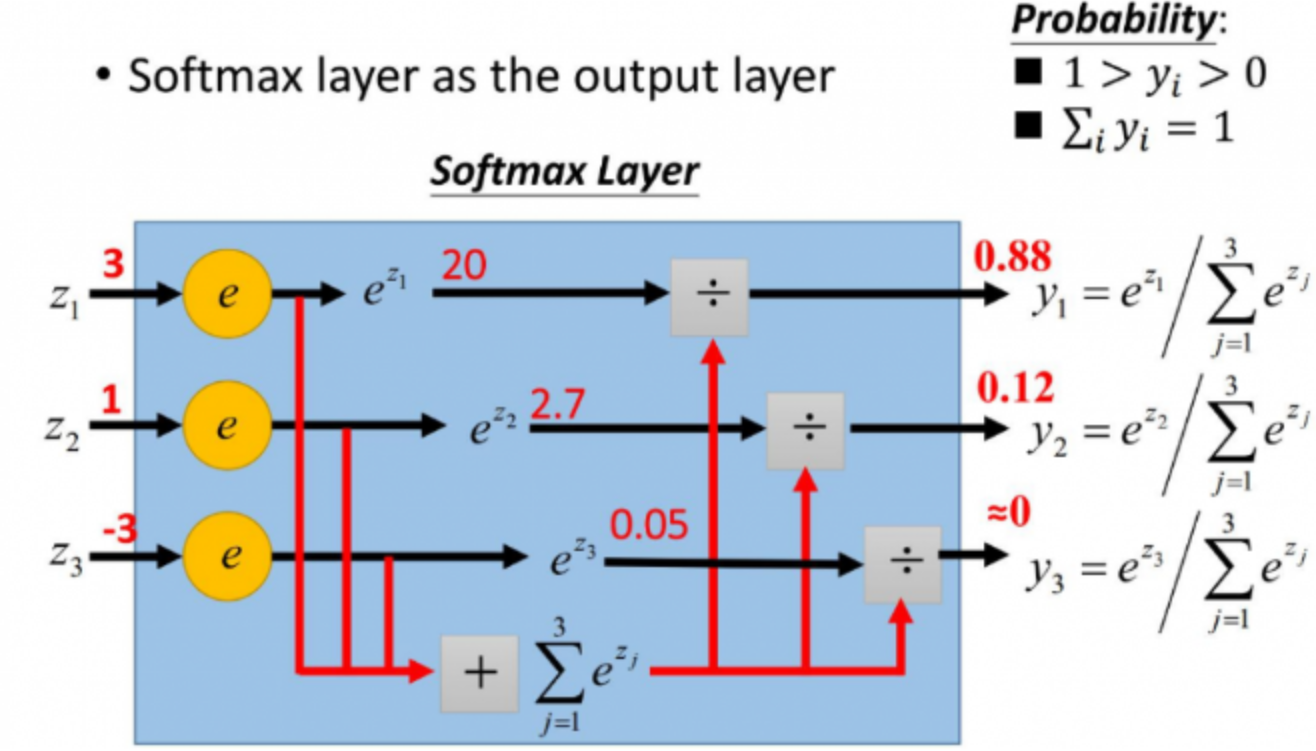 Probability:
■ 1 > yᵢ > 0
■ ∑ᵢ yᵢ = 1
• Softmax layer as the output layer
Softmax Layer
z₁ 3 e e^{z₁} 20 ÷ 0.88 y₁ = e^{z₁} / ∑_{j=1}^{3} e^{z_j}
z₂ 1 e e^{z₂} 2.7 ÷ 0.12 y₂ = e^{z₂} / ∑_{j=1}^{3} e^{z_j}
z₃ -3 e e^{z₃} 0.05 ÷ ≈0 y₃ = e^{z₃} / ∑_{j=1}^{3} e^{z_j}
+ ∑_{j=1}^{3} e^{z_j}